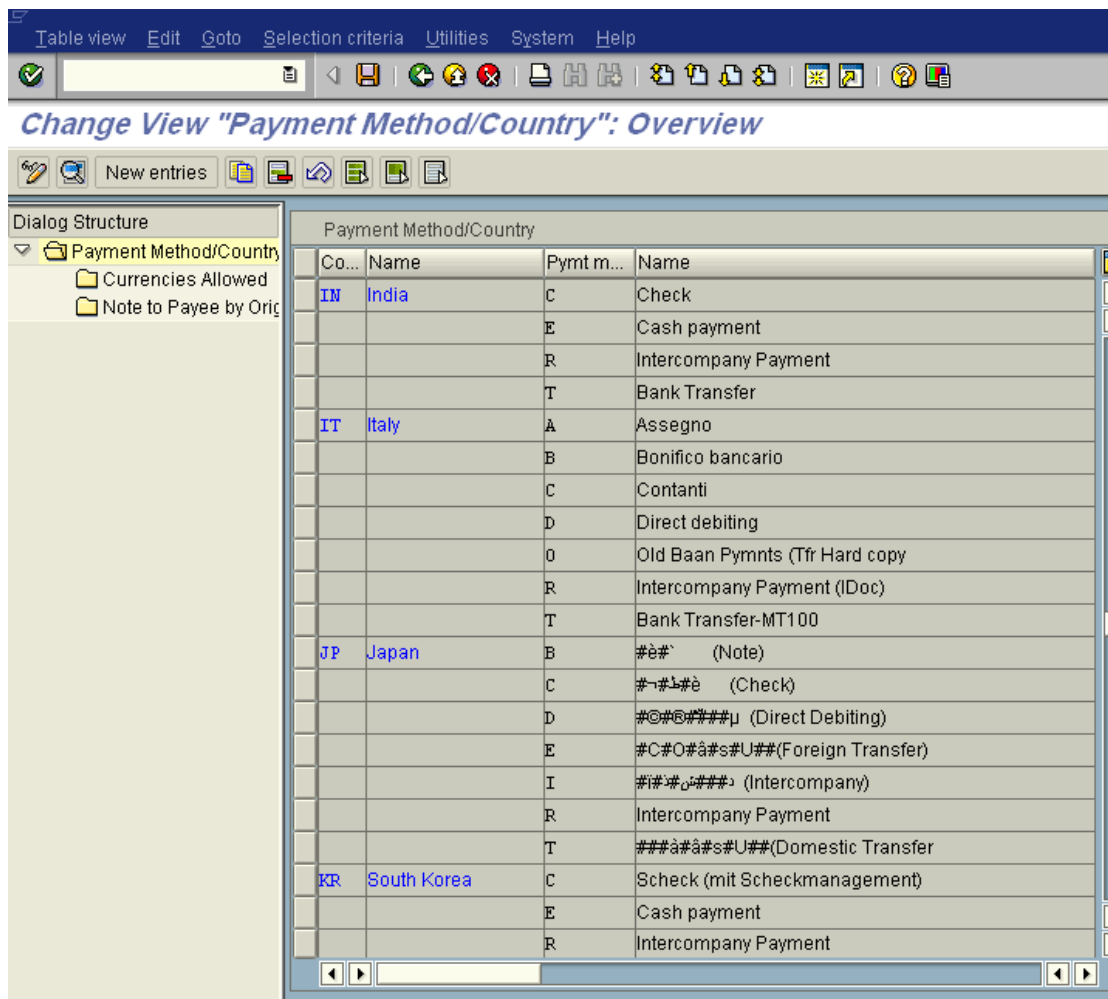 Table view Edit Goto Selection criteria Utilities System Help
Change View "Payment Method/Country": Overview
New entries
Dialog Structure
Payment Method/Country
Currencies Allowed
Note to Payee by Orig
Payment Method/Country
Co... Name Pymt m... Name
IN India C Check
E Cash payment
R Intercompany Payment
T Bank Transfer
IT Italy A Assegno
B Bonifico bancario
C Contanti
D Direct debiting
O Old Baan Pymnts (Tfr Hard copy
R Intercompany Payment (IDoc)
T Bank Transfer-MT100
JP Japan B #è#` (Note)
C (Check)
D (Direct Debiting)
E #C#O#â#s#U##(Foreign Transfer)
I (Intercompany)
R Intercompany Payment
T ###à#â#s#U##(Domestic Transfer
KR South Korea C Scheck (mit Scheckmanagement)
E Cash payment
R Intercompany Payment